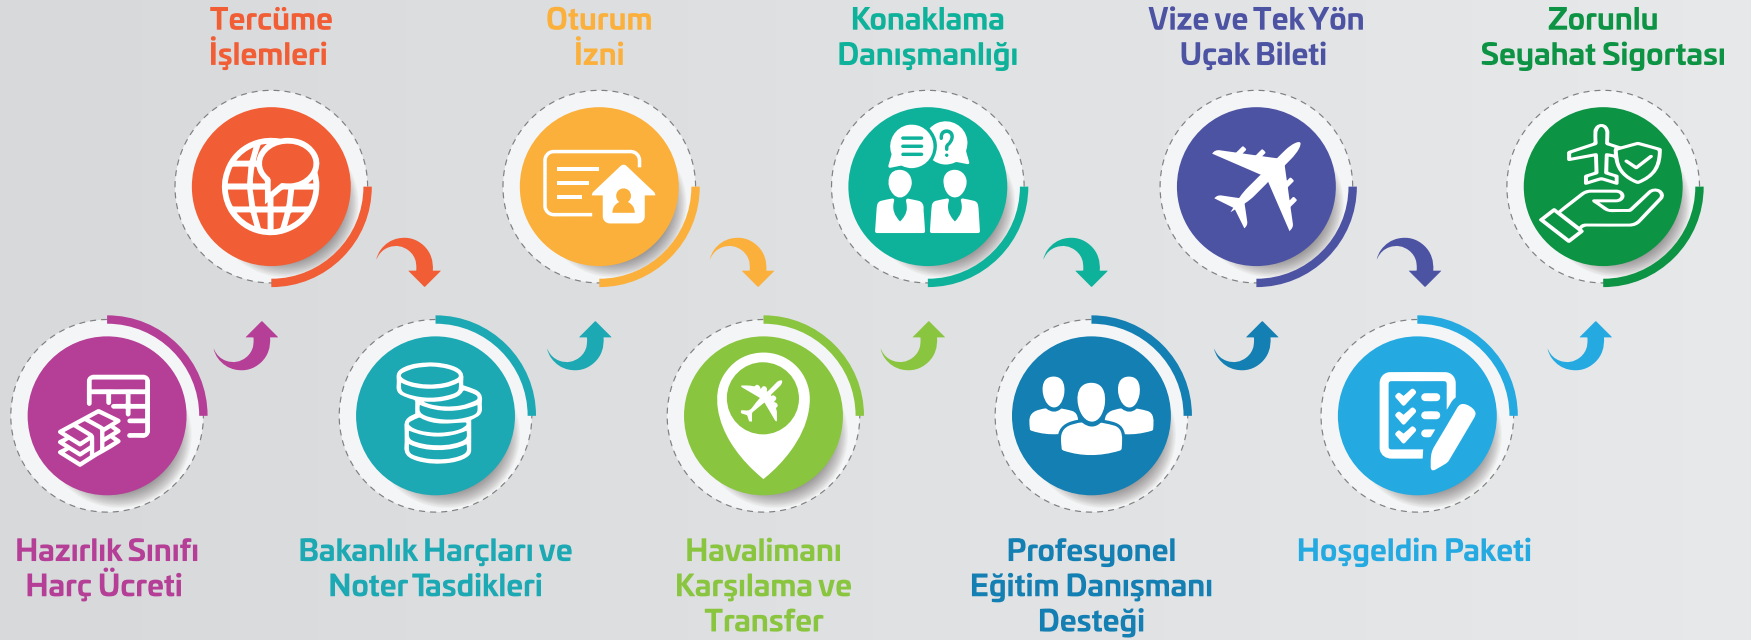 Tercüme
İşlemleri
Oturum
İzni
Konaklama
Danışmanlığı
Vize ve Tek Yön
Uçak Bileti
Zorunlu
Seyahat Sigortası
Hazırlık Sınıfı
Harç Ücreti
Bakanlık Harçları ve
Noter Tasdikleri
Havalimanı
Karşılama ve
Transfer
Profesyonel
Eğitim Danışmanı
Desteği
Hoşgeldin Paketi